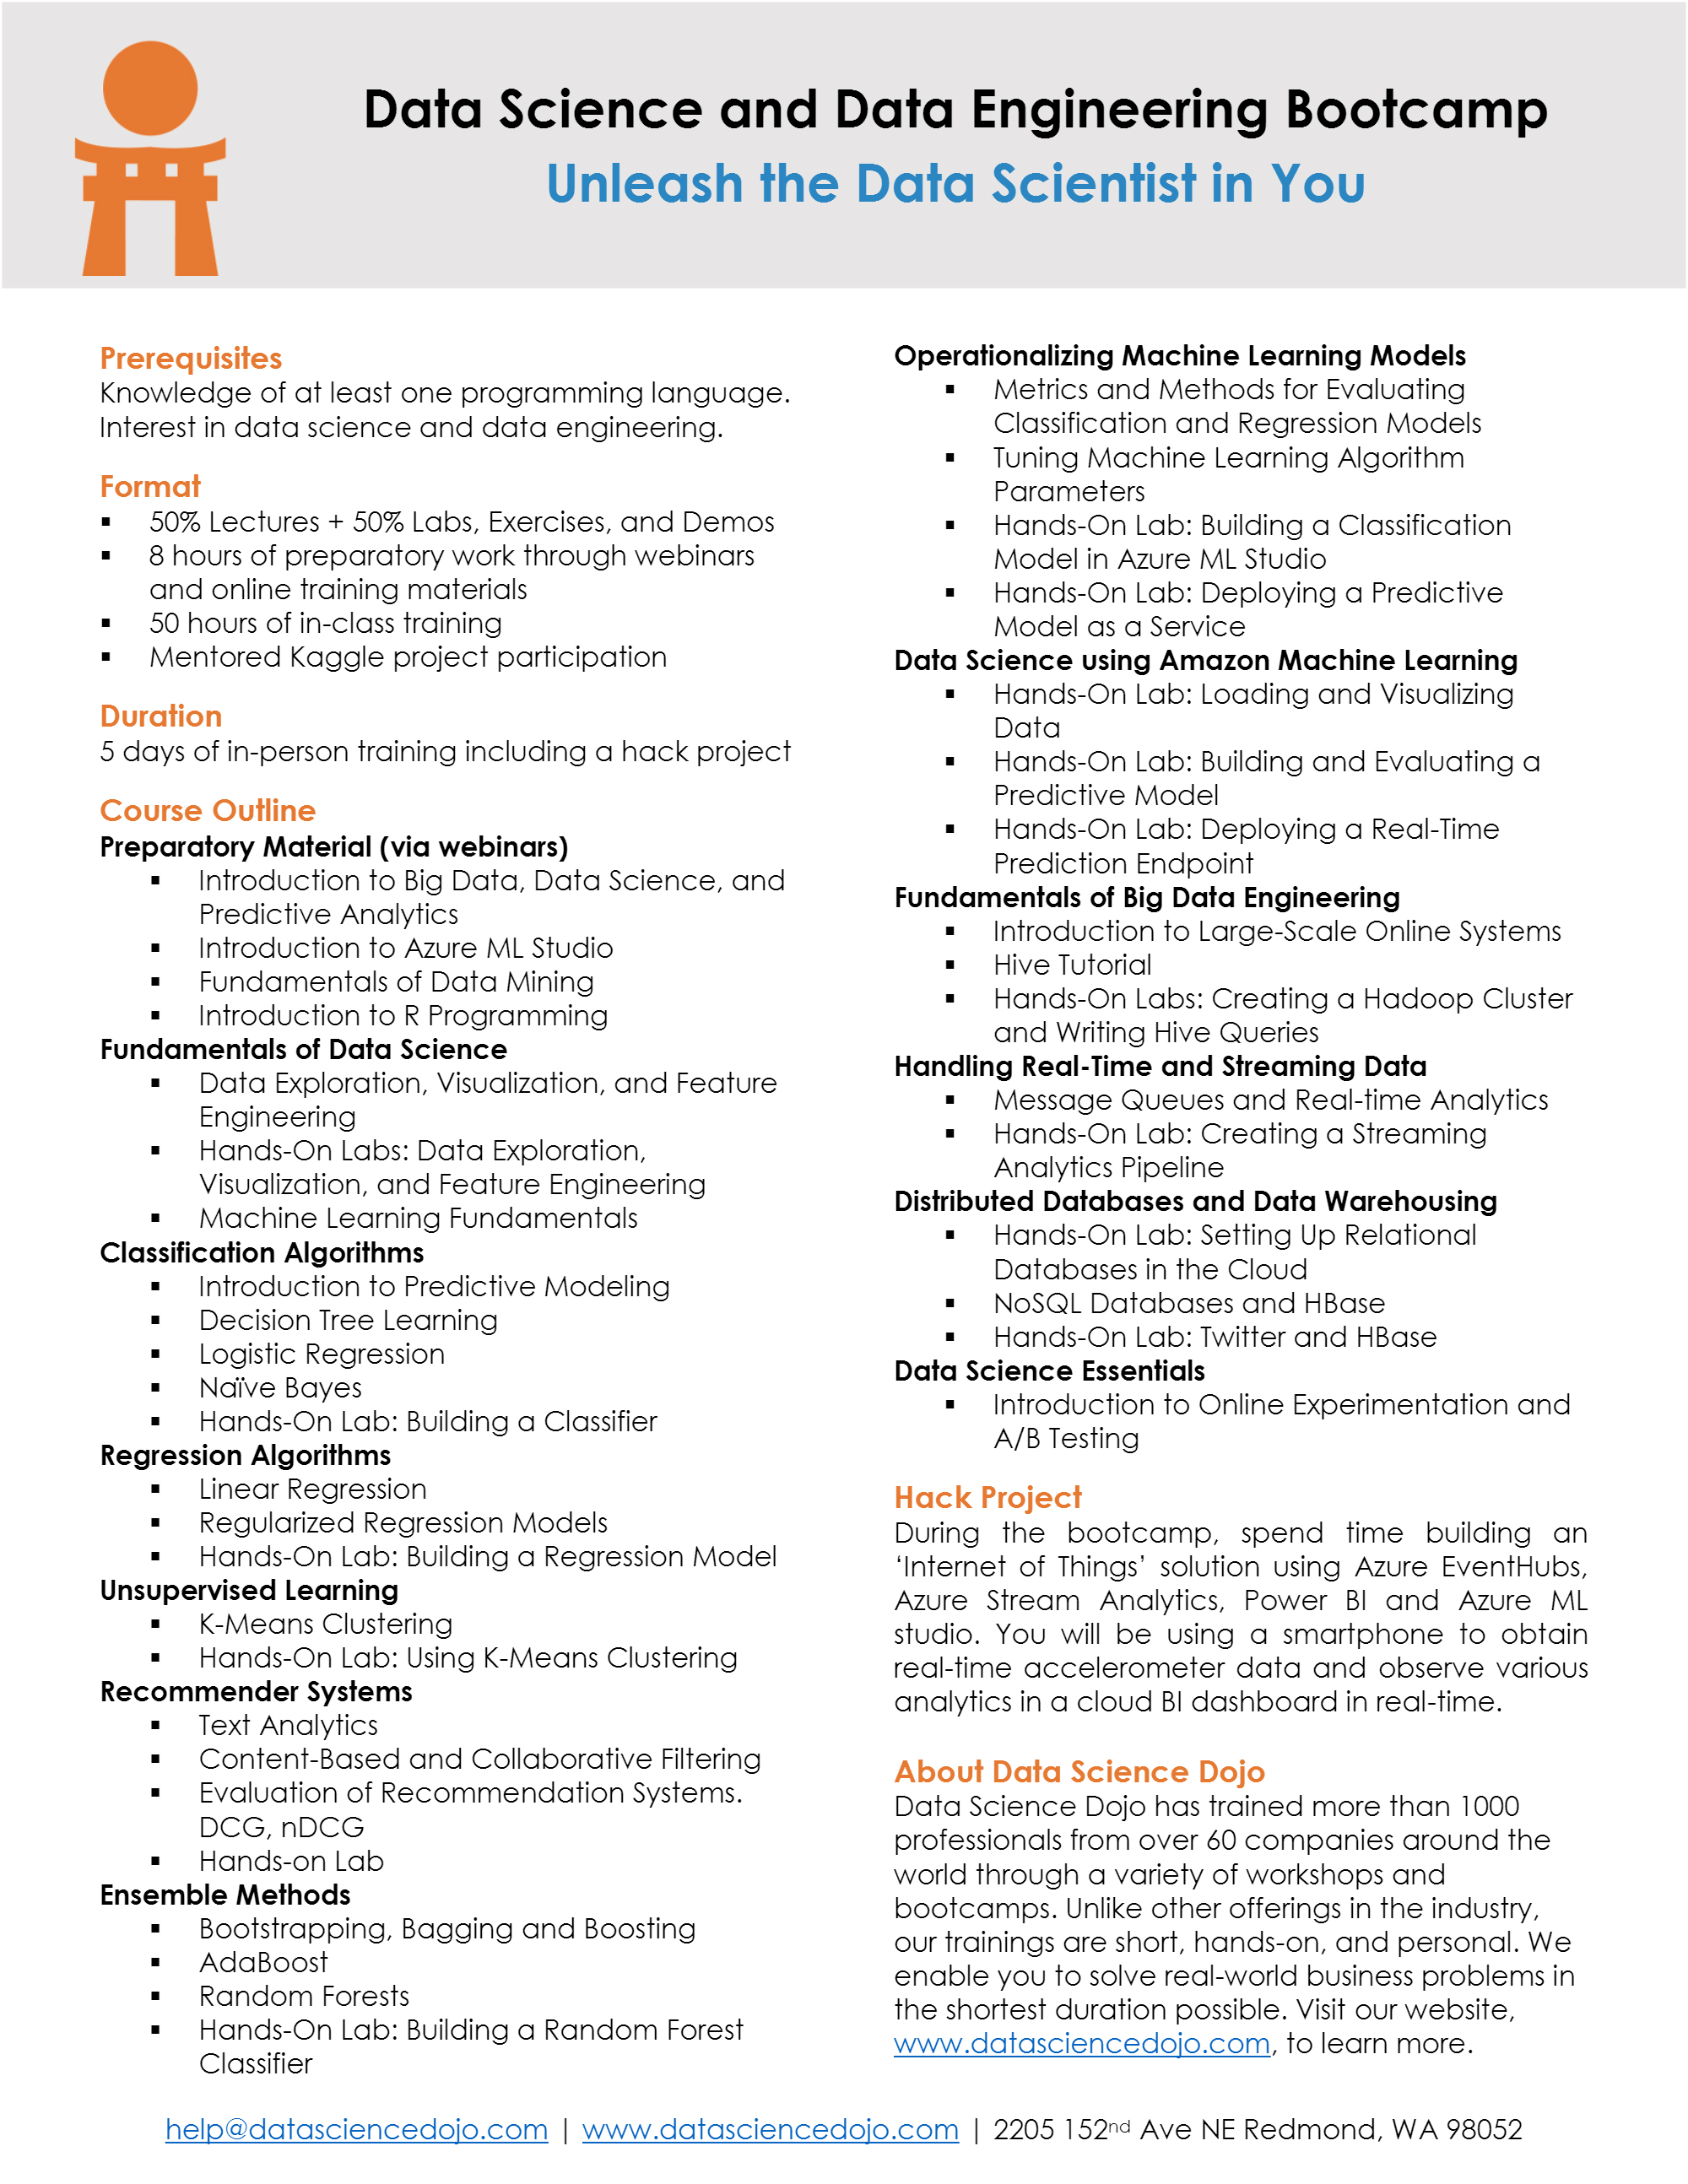 Data Science and Data Engineering Bootcamp
Unleash the Data Scientist in You
Prerequisites
Knowledge of at least one programming language.
Interest in data science and data engineering.
Format
▪ 50% Lectures + 50% Labs, Exercises, and Demos
▪ 8 hours of preparatory work through webinars
and online training materials
▪ 50 hours of in-class training
▪ Mentored Kaggle project participation
Duration
5 days of in-person training including a hack project
Course Outline
Preparatory Material (via webinars)
▪ Introduction to Big Data, Data Science, and
Predictive Analytics
▪ Introduction to Azure ML Studio
▪ Fundamentals of Data Mining
▪ Introduction to R Programming
Fundamentals of Data Science
▪ Data Exploration, Visualization, and Feature
Engineering
▪ Hands-On Labs: Data Exploration,
Visualization, and Feature Engineering
▪ Machine Learning Fundamentals
Classification Algorithms
▪ Introduction to Predictive Modeling
▪ Decision Tree Learning
▪ Logistic Regression
▪ Naïve Bayes
▪ Hands-On Lab: Building a Classifier
Regression Algorithms
▪ Linear Regression
▪ Regularized Regression Models
▪ Hands-On Lab: Building a Regression Model
Unsupervised Learning
▪ K-Means Clustering
▪ Hands-On Lab: Using K-Means Clustering
Recommender Systems
▪ Text Analytics
▪ Content-Based and Collaborative Filtering
▪ Evaluation of Recommendation Systems.
DCG, nDCG
▪ Hands-on Lab
Ensemble Methods
▪ Bootstrapping, Bagging and Boosting
▪ AdaBoost
▪ Random Forests
▪ Hands-On Lab: Building a Random Forest
Classifier
Operationalizing Machine Learning Models
▪ Metrics and Methods for Evaluating
Classification and Regression Models
▪ Tuning Machine Learning Algorithm
Parameters
▪ Hands-On Lab: Building a Classification
Model in Azure ML Studio
▪ Hands-On Lab: Deploying a Predictive
Model as a Service
Data Science using Amazon Machine Learning
▪ Hands-On Lab: Loading and Visualizing
Data
▪ Hands-On Lab: Building and Evaluating a
Predictive Model
▪ Hands-On Lab: Deploying a Real-Time
Prediction Endpoint
Fundamentals of Big Data Engineering
▪ Introduction to Large-Scale Online Systems
▪ Hive Tutorial
▪ Hands-On Labs: Creating a Hadoop Cluster
and Writing Hive Queries
Handling Real-Time and Streaming Data
▪ Message Queues and Real-time Analytics
▪ Hands-On Lab: Creating a Streaming
Analytics Pipeline
Distributed Databases and Data Warehousing
▪ Hands-On Lab: Setting Up Relational
Databases in the Cloud
▪ NoSQL Databases and HBase
▪ Hands-On Lab: Twitter and HBase
Data Science Essentials
▪ Introduction to Online Experimentation and
A/B Testing
Hack Project
During the bootcamp, spend time building an
‘Internet of Things’ solution using Azure EventHubs,
Azure Stream Analytics, Power BI and Azure ML
studio. You will be using a smartphone to obtain
real-time accelerometer data and observe various
analytics in a cloud BI dashboard in real-time.
About Data Science Dojo
Data Science Dojo has trained more than 1000
professionals from over 60 companies around the
world through a variety of workshops and
bootcamps. Unlike other offerings in the industry,
our trainings are short, hands-on, and personal. We
enable you to solve real-world business problems in
the shortest duration possible. Visit our website,
www.datasciencedojo.com, to learn more.
help@datasciencedojo.com | www.datasciencedojo.com | 2205 152nd Ave NE Redmond, WA 98052